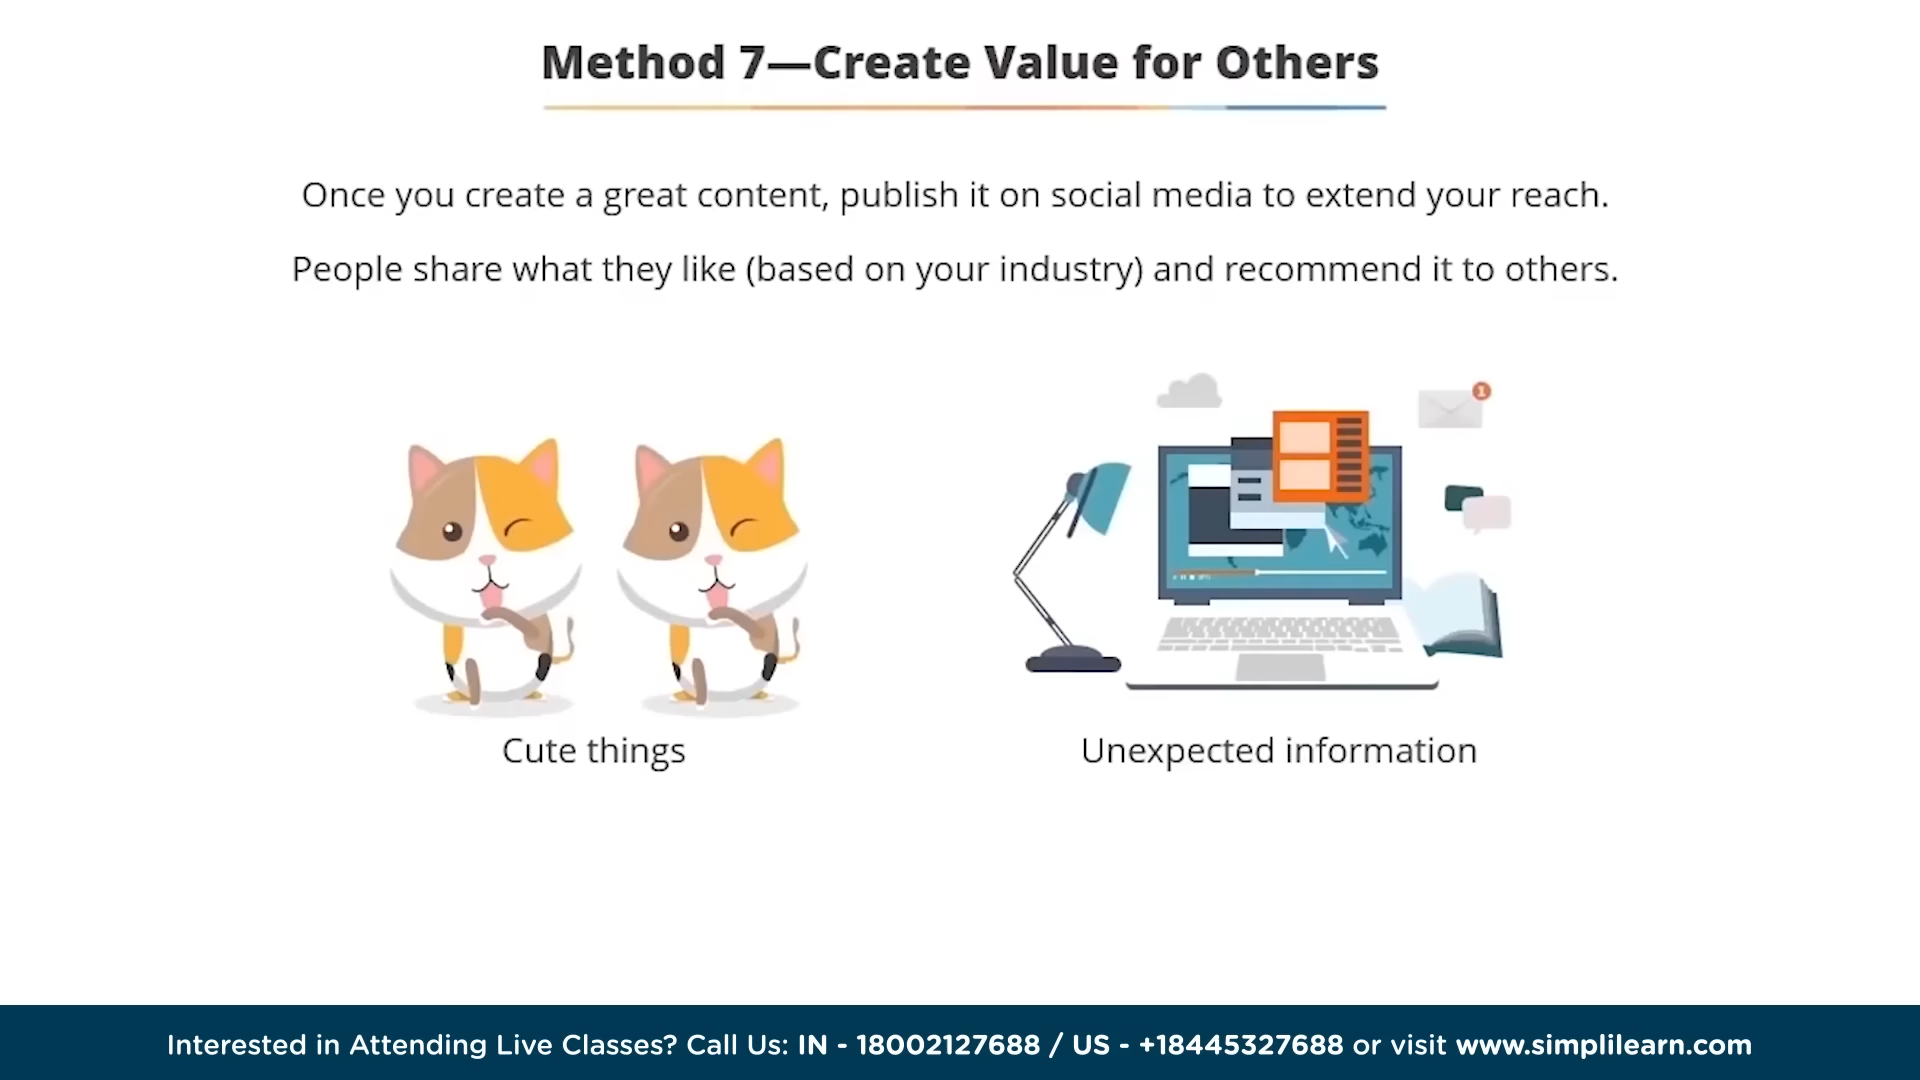 Method 7—Create Value for Others
Once you create a great content, publish it on social media to extend your reach.
People share what they like (based on your industry) and recommend it to others.
1
Cute things
Unexpected information
Interested in Attending Live Classes? Call Us: IN - 18002127688 / US - +18445327688 or visit www.simplilearn.com